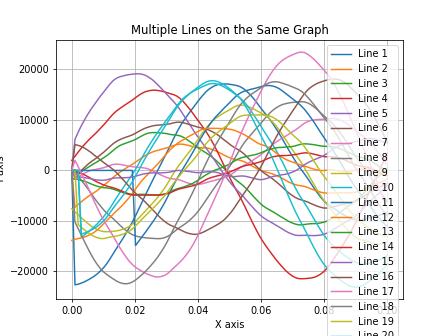 Multiple Lines on the Same Graph
20000
10000
0
−10000
−20000
0.00
0.02
0.04
0.06
X axis
axis
Line 1
Line 2
Line 3
Line 4
Line 5
Line 6
Line 7
Line 8
Line 9
Line 10
Line 11
Line 12
Line 13
Line 14
Line 15
Line 16
Line 17
Line 18
Line 19
Line 20